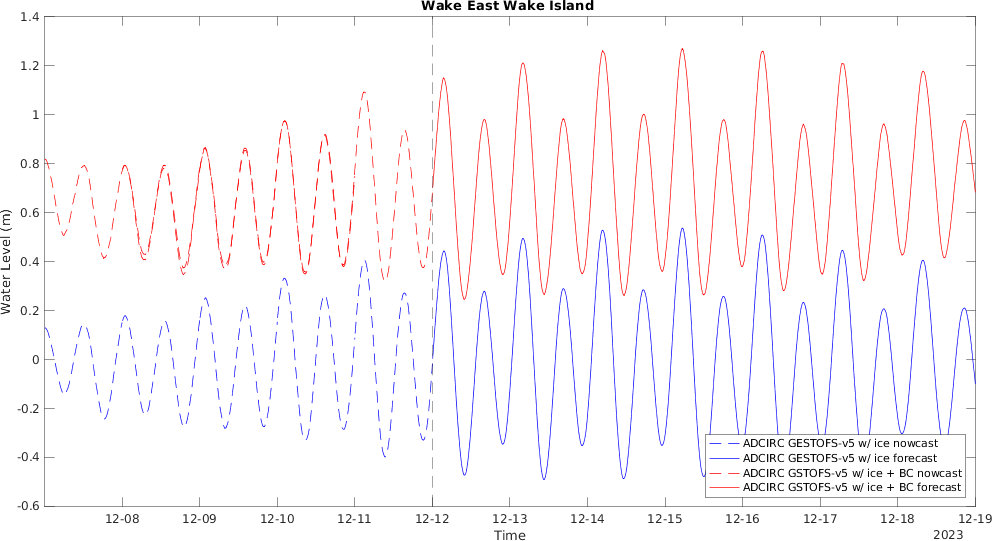 Wake East Wake Island
1.4
1.2
1
0.8
0.6
0.4
0.2
0
-0.2
-0.4
-0.6
Water Level (m)
ADCIRC GESTOFS-v5 w/ ice nowcast
ADCIRC GESTOFS-v5 w/ ice forecast
ADCIRC GSTOFS-v5 w/ ice + BC nowcast
ADCIRC GSTOFS-v5 w/ ice + BC forecast
12-08 12-09 12-10 12-11 12-12 12-13 12-14 12-15 12-16 12-17 12-18 12-19
Time
2023